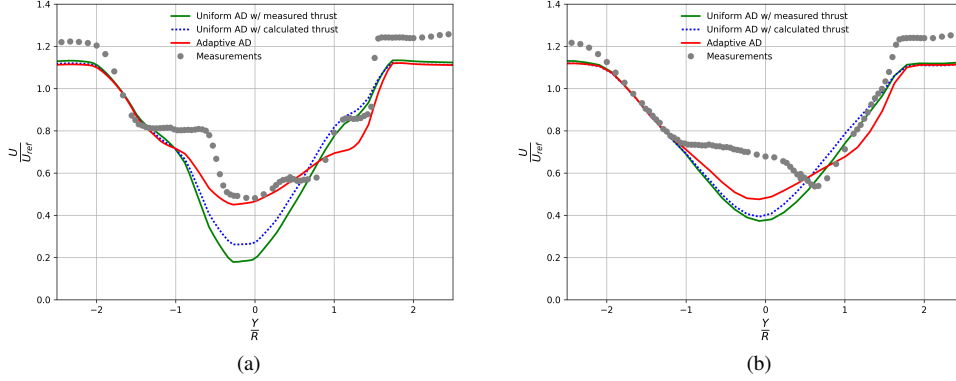 Uniform AD w/ measured thrust
Uniform AD w/ calculated thrust
Adaptive AD
Measurements
1.4
1.2
1.0
0.8
0.6
0.4
0.2
0.0
U
U_ref
−2
−1
0
1
2
Y
R
(a)
Uniform AD w/ measured thrust
Uniform AD w/ calculated thrust
Adaptive AD
Measurements
1.4
1.2
1.0
0.8
0.6
0.4
0.2
0.0
U
U_ref
−2
−1
0
1
2
Y
R
(b)